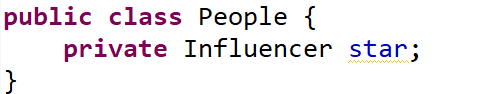 public class People {
    private Influencer star;
}